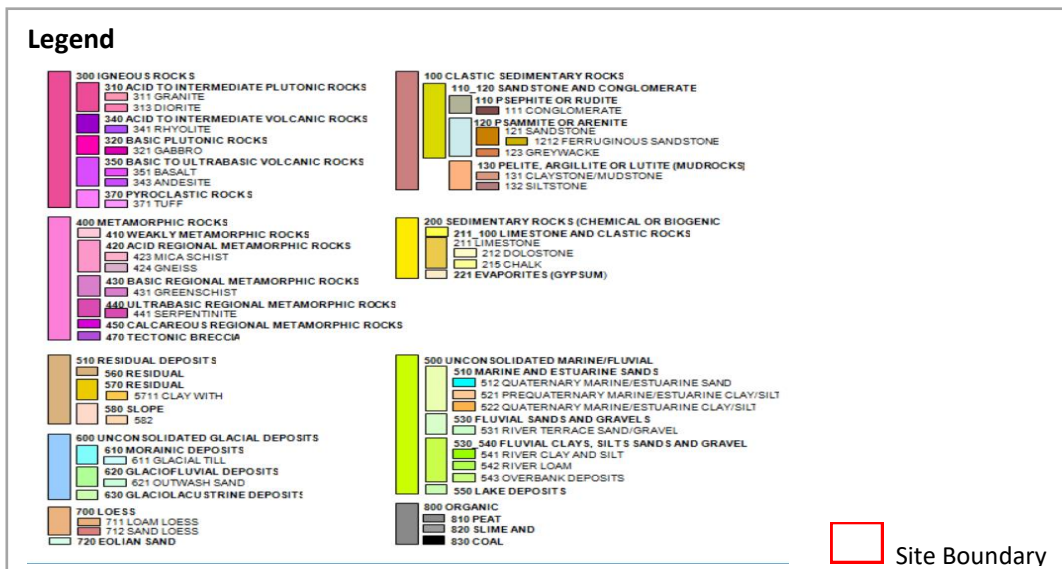 Legend
300 IGNEOUS ROCKS
310 ACID TO INTERMEDIATE PLUTONIC ROCKS
311 GRANITE
313 DIORITE
340 ACID TO INTERMEDIATE VOLCANIC ROCKS
341 RHYOLITE
320 BASIC PLUTONIC ROCKS
321 GABBRO
350 BASIC TO ULTRABASIC VOLCANIC ROCKS
351 BASALT
343 ANDESITE
370 PYROCLASTIC ROCKS
371 TUFF
400 METAMORPHIC ROCKS
410 WEAKLY METAMORPHIC ROCKS
420 ACID REGIONAL METAMORPHIC ROCKS
423 MICA SCHIST
424 GNEISS
430 BASIC REGIONAL METAMORPHIC ROCKS
431 GREENSCHIST
440 ULTRABASIC REGIONAL METAMORPHIC ROCKS
441 SERPENTINITE
450 CALCAREOUS REGIONAL METAMORPHIC ROCKS
470 TECTONIC BRECCIA
510 RESIDUAL DEPOSITS
560 RESIDUAL
570 RESIDUAL
5711 CLAY WITH
580 SLOPE
582
600 UNCONSOLIDATED GLACIAL DEPOSITS
610 MORAINIC DEPOSITS
611 GLACIAL TILL
620 GLACIOFLUVIAL DEPOSITS
621 OUTWASH SAND
630 GLACIOLACUSTRINE DEPOSITS
700 LOESS
711 LOAM LOESS
712 SAND LOESS
720 EOLIAN SAND
100 CLASTIC SEDIMENTARY ROCKS
110_120 SANDSTONE AND CONGLOMERATE
110 PSEPHITE OR RUDITE
111 CONGLOMERATE
120 PSAMMITE OR ARENITE
121 SANDSTONE
1212 FERRUGINOUS SANDSTONE
123 GREYWACKE
130 PELITE, ARGILLITE OR LUTITE (MUDROCKS)
131 CLAYSTONE/MUDSTONE
132 SILTSTONE
200 SEDIMENTARY ROCKS (CHEMICAL OR BIOGENIC
211_100 LIMESTONE AND CLASTIC ROCKS
211 LIMESTONE
212 DOLOSTONE
215 CHALK
221 EVAPORITES (GYPSUM)
500 UNCONSOLIDATED MARINE/FLUVIAL
510 MARINE AND ESTUARINE SANDS
512 QUATERNARY MARINE/ESTUARINE SAND
521 PREQUATERNARY MARINE/ESTUARINE CLAY/SILT
522 QUATERNARY MARINE/ESTUARINE CLAY/SILT
530 FLUVIAL SANDS AND GRAVELS
531 RIVER TERRACE SAND/GRAVEL
530_540 FLUVIAL CLAYS, SILTS SANDS AND GRAVEL
541 RIVER CLAY AND SILT
542 RIVER LOAM
543 OVERBANK DEPOSITS
550 LAKE DEPOSITS
800 ORGANIC
810 PEAT
820 SLIME AND
830 COAL
Site Boundary